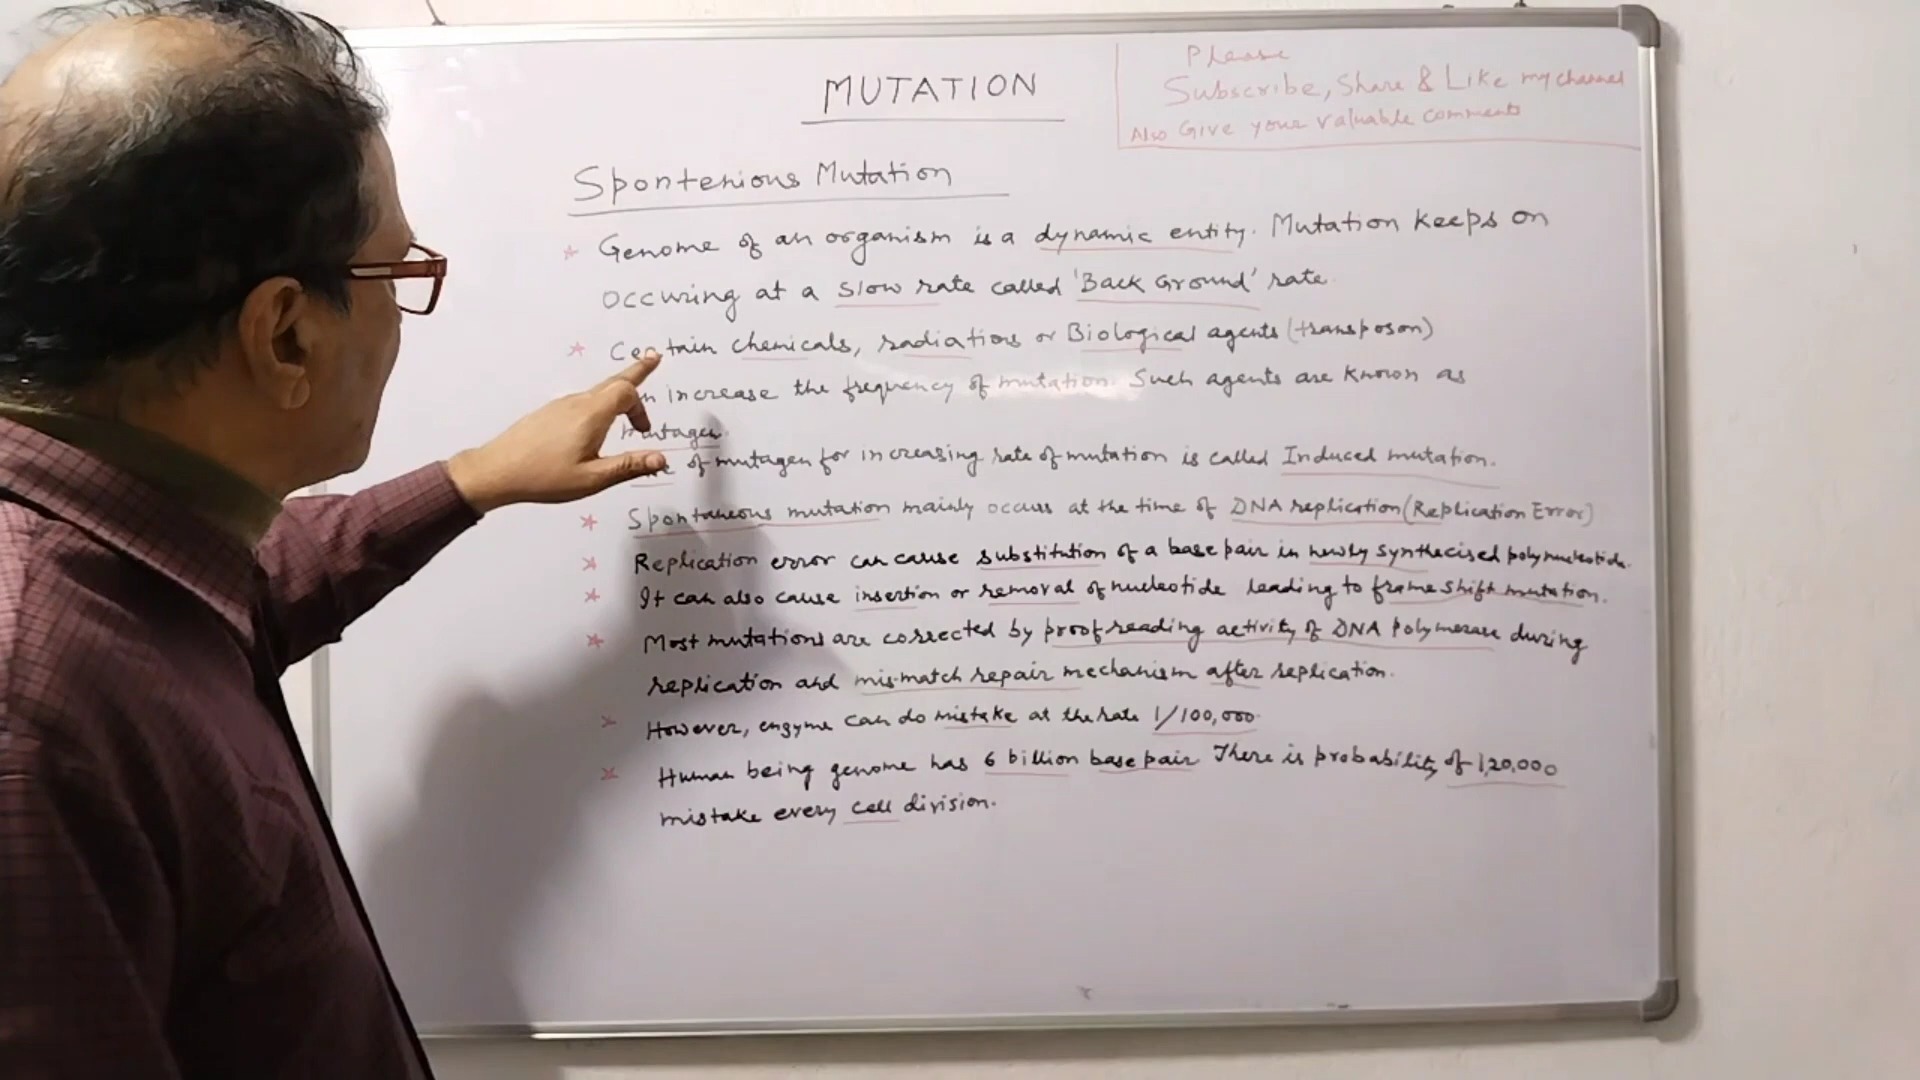 MUTATION
Please
Subscribe, Share & Like my channel
Also Give your valuable comments
Spontenious Mutation
* Genome of an organism is a dynamic entity. Mutation keeps on
occuring at a slow rate called 'Back Ground' rate.
* Certain chemicals, radiations or Biological agents (transposon)
increase the frequency of mutation. Such agents are known as
mutagen.
of mutagen for increasing rate of mutation is called Induced mutation.
* Spontaneous mutation mainly occurs at the time of DNA replication (Replication Error)
* Replication error can cause substitution of a base pair in newly synthecised polynucleotide.
* It can also cause insertion or removal of nucleotide leading to frame shift mutation.
* Most mutations are corrected by proof reading activity of DNA polymerase during
replication and mis-match repair mechanism after replication.
* However, enzyme can do mistake at the rate 1/100,000.
* Human being genome has 6 billion base pair. There is probability of 1,20,000
mistake every cell division.